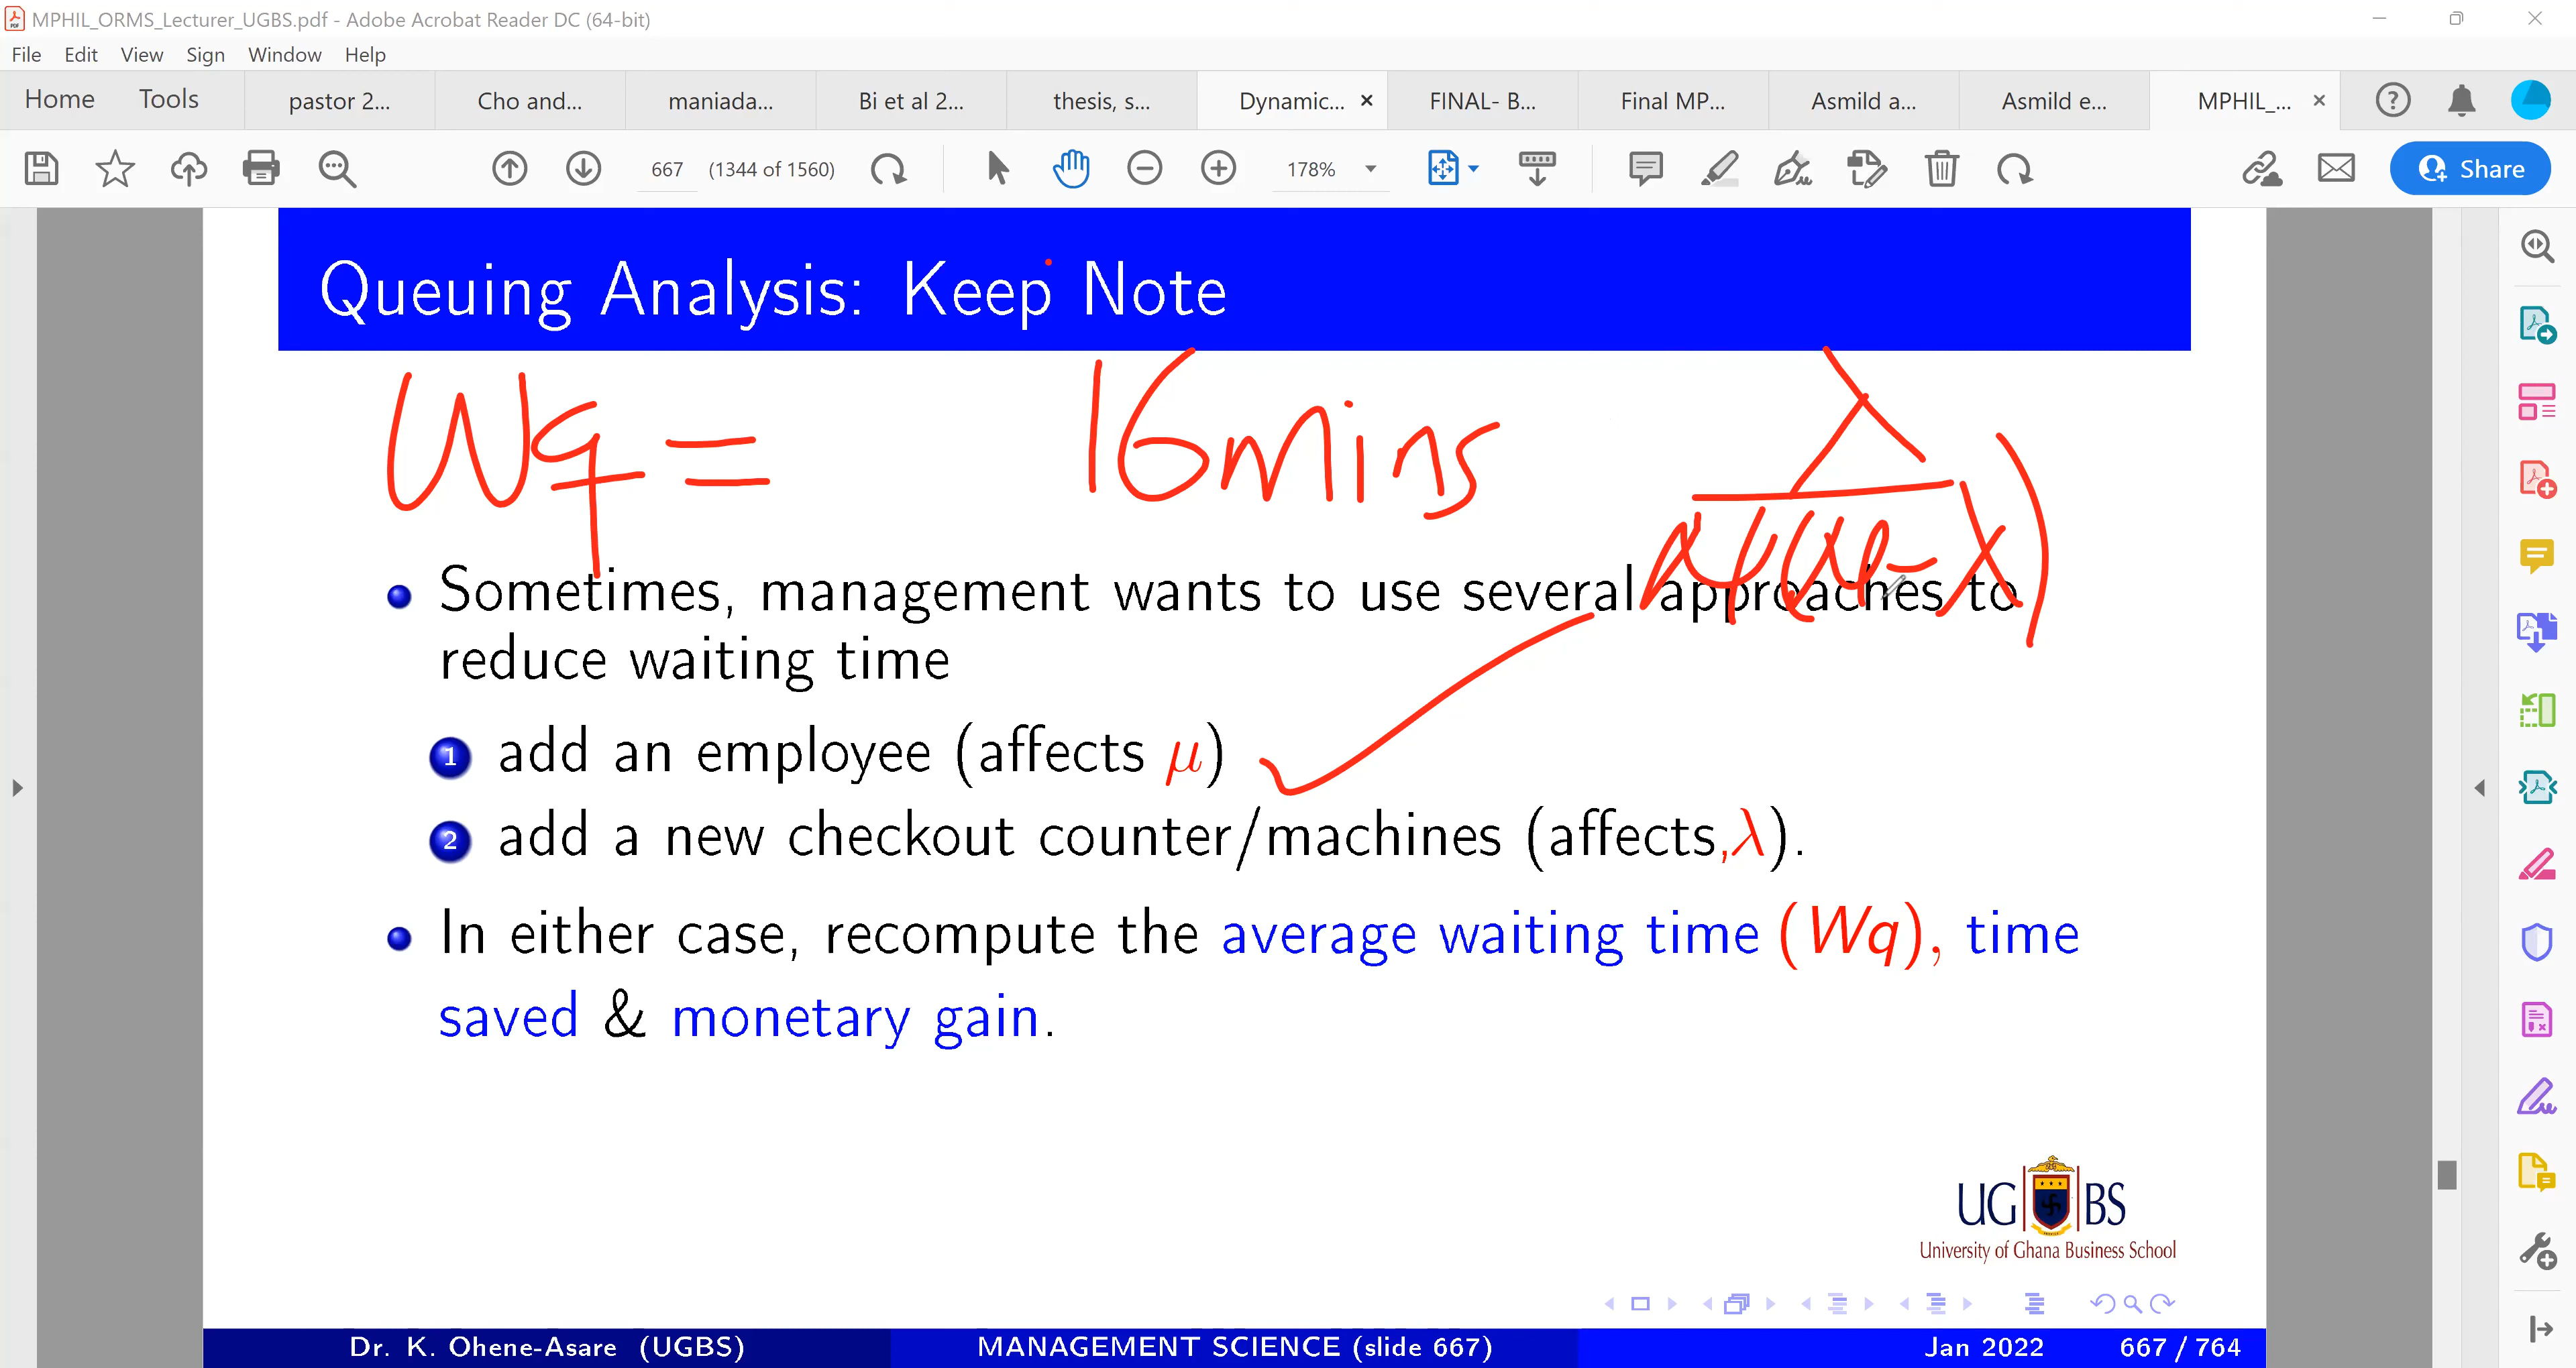 MPHIL_ORMS_Lecturer_UGBS.pdf - Adobe Acrobat Reader DC (64-bit)
File Edit View Sign Window Help
Home Tools pastor 2... Cho and... maniada... Bi et al 2... thesis, s... Dynamic... FINAL- B... Final MP... Asmild a... Asmild e... MPHIL_...
667 (1344 of 1560) 178% Share
Queuing Analysis: Keep Note
Wq = 16mins λ
μ(μ-λ)
Sometimes, management wants to use several approaches to
reduce waiting time
1 add an employee (affects μ)
2 add a new checkout counter/machines (affects,λ).
In either case, recompute the average waiting time (Wq), time
saved & monetary gain.
UG BS
University of Ghana Business School
Dr. K. Ohene-Asare (UGBS) MANAGEMENT SCIENCE (slide 667) Jan 2022 667 / 764